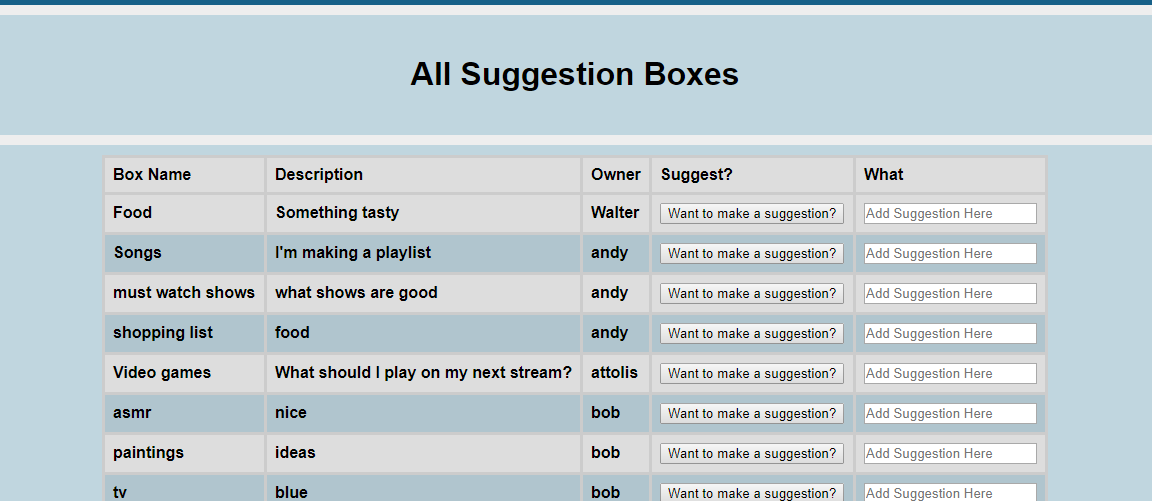 All Suggestion Boxes
Box Name Description Owner Suggest? What
Food Something tasty Walter Want to make a suggestion? Add Suggestion Here
Songs I'm making a playlist andy Want to make a suggestion? Add Suggestion Here
must watch shows what shows are good andy Want to make a suggestion? Add Suggestion Here
shopping list food andy Want to make a suggestion? Add Suggestion Here
Video games What should I play on my next stream? attolis Want to make a suggestion? Add Suggestion Here
asmr nice bob Want to make a suggestion? Add Suggestion Here
paintings ideas bob Want to make a suggestion? Add Suggestion Here
tv blue bob Want to make a suggestion? Add Suggestion Here